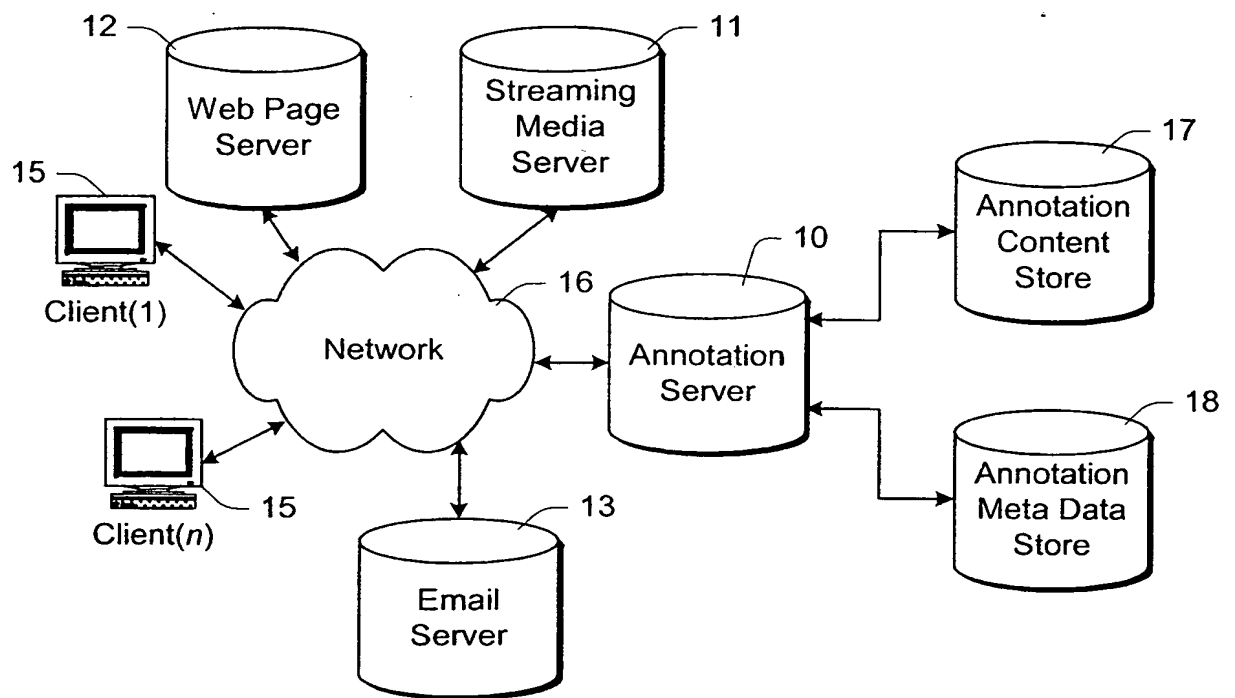 12
Web Page
Server
11
Streaming
Media
Server
17
Annotation
Content
Store
15
Client(1)
10
Annotation
Server
16
Network
18
Annotation
Meta Data
Store
15
Client(n)
13
Email
Server